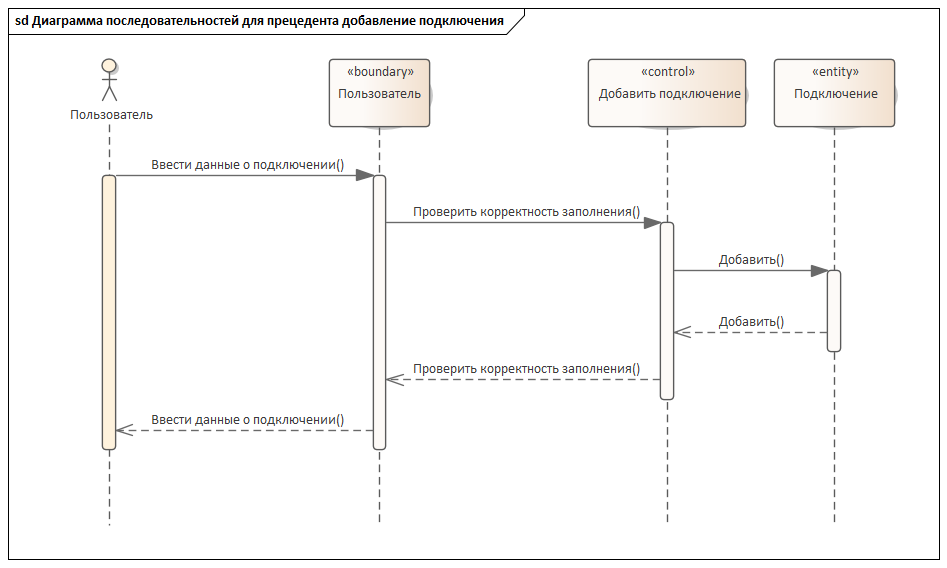 sd Диаграмма последовательностей для прецедента добавление подключения
Пользователь
«boundary»
Пользователь
«control»
Добавить подключение
«entity»
Подключение
Ввести данные о подключении()
Проверить корректность заполнения()
Добавить()
Добавить()
Проверить корректность заполнения()
Ввести данные о подключении()